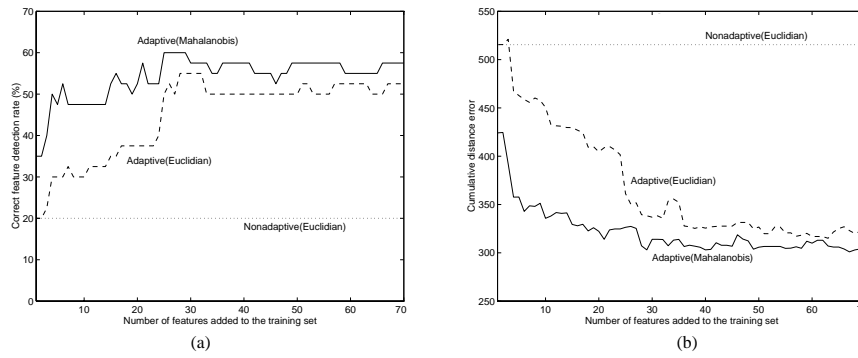 70
60
50
40
30
20
10
0
Correct feature detection rate (%)
Adaptive(Mahalanobis)
Adaptive(Euclidian)
Nonadaptive(Euclidian)
10 20 30 40 50 60 70
Number of features added to the training set
(a)
550
500
450
400
350
300
250
Cumulative distance error
Nonadaptive(Euclidian)
Adaptive(Euclidian)
Adaptive(Mahalanobis)
10 20 30 40 50 60 70
Number of features added to the training set
(b)